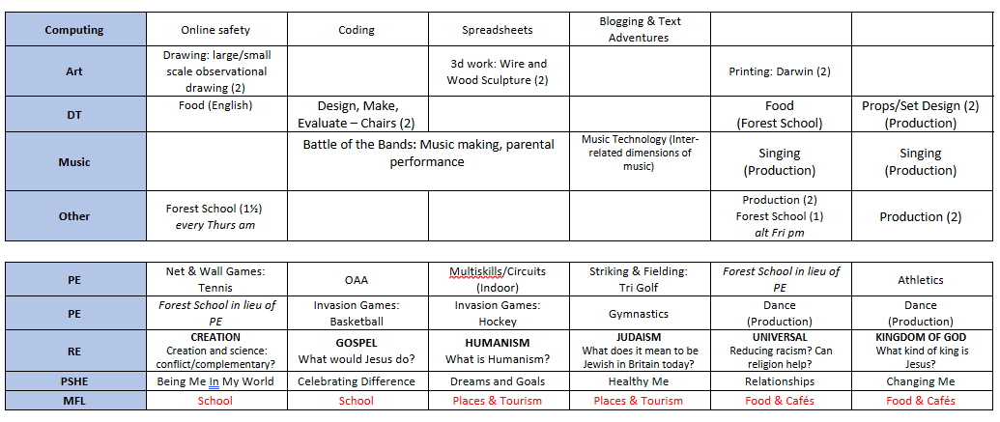 Computing
Online safety
Coding
Spreadsheets
Blogging & Text
Adventures
Art
Drawing: large/small
scale observational
drawing (2)
3d work: Wire and
Wood Sculpture (2)
Printing: Darwin (2)
DT
Food (English)
Design, Make,
Evaluate – Chairs (2)
Food
(Forest School)
Props/Set Design (2)
(Production)
Music
Battle of the Bands: Music making, parental
performance
Music Technology (Inter-
related dimensions of
music)
Singing
(Production)
Singing
(Production)
Other
Forest School (1½)
every Thurs am
Production (2)
Forest School (1)
alt Fri pm
Production (2)
PE
Net & Wall Games:
Tennis
OAA
Multiskills/Circuits
(Indoor)
Striking & Fielding:
Tri Golf
Forest School in lieu of
PE
Athletics
PE
Forest School in lieu of
PE
Invasion Games:
Basketball
Invasion Games:
Hockey
Gymnastics
Dance
(Production)
Dance
(Production)
RE
CREATION
Creation and science:
conflict/complementary?
GOSPEL
What would Jesus do?
HUMANISM
What is Humanism?
JUDAISM
What does it mean to be
Jewish in Britain today?
UNIVERSAL
Reducing racism? Can
religion help?
KINGDOM OF GOD
What kind of king is
Jesus?
PSHE
Being Me In My World
Celebrating Difference
Dreams and Goals
Healthy Me
Relationships
Changing Me
MFL
School
School
Places & Tourism
Places & Tourism
Food & Cafés
Food & Cafés